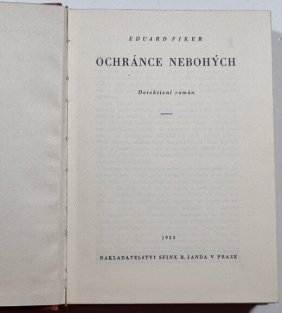 EDUARD FIKER
OCHRÁNCE NEBOHÝCH
Detektivní román
1933
NAKLADATELSTVÍ SFINX B. JANDA V PRAZE